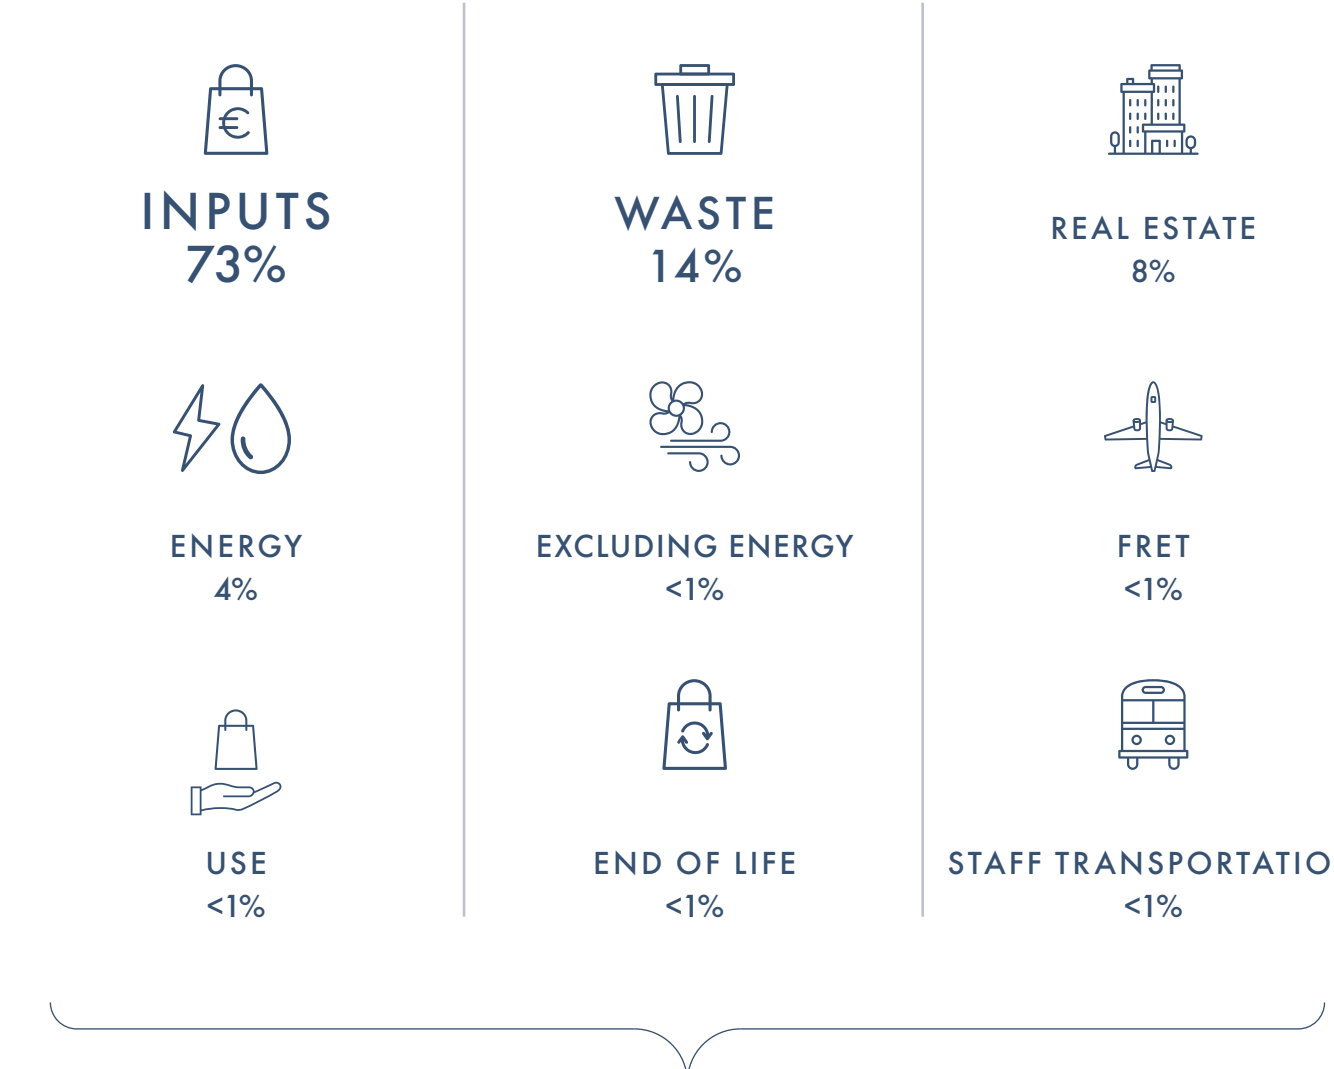 €
INPUTS
73%
WASTE
14%
REAL ESTATE
8%
ENERGY
4%
EXCLUDING ENERGY
<1%
FRET
<1%
USE
<1%
END OF LIFE
<1%
STAFF TRANSPORTATIO
<1%